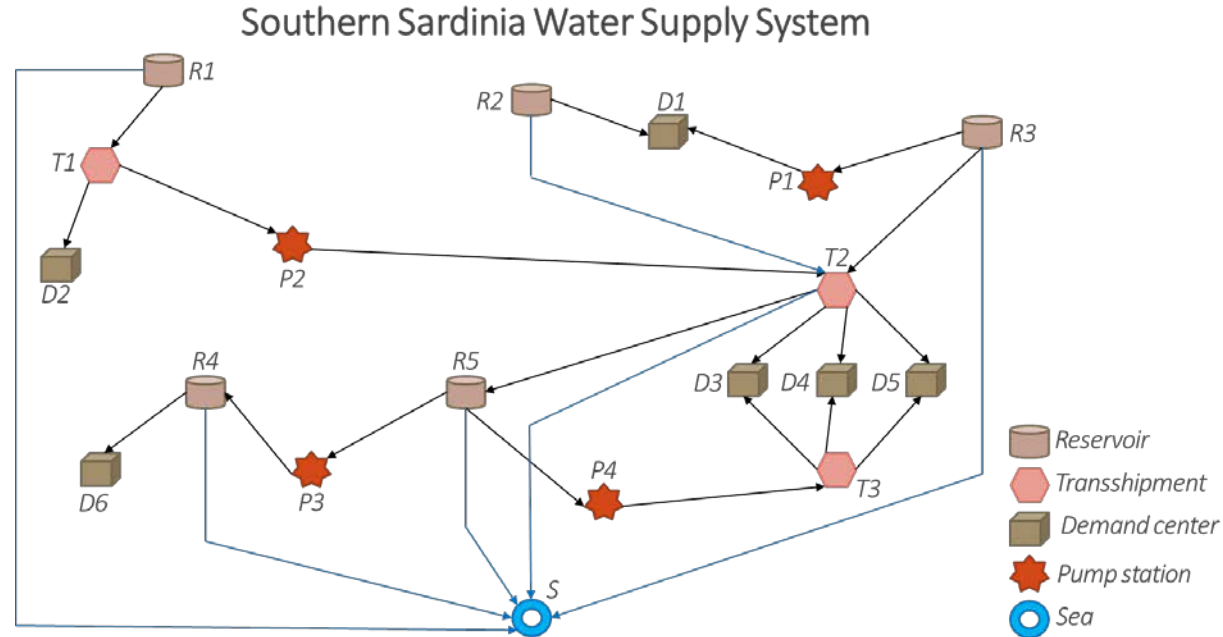 Southern Sardinia Water Supply System
R1
R2
D1
R3
T1
P1
P2
T2
D2
R4
R5
D3
D4
D5
D6
P3
P4
T3
S
Reservoir
Transshipment
Demand center
Pump station
Sea